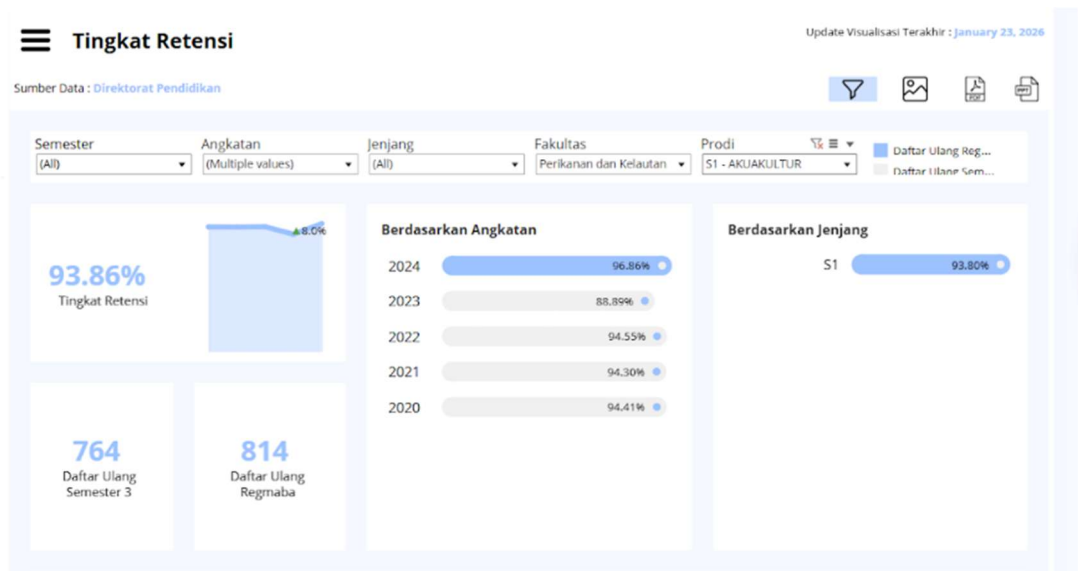 Tingkat Retensi
Update Visualisasi Terakhir : January 23, 2026
Sumber Data : Direktorat Pendidikan
PDF
PPT
Semester
(All)
Angkatan
(Multiple values)
Jenjang
(All)
Fakultas
Perikanan dan Kelautan
Prodi
S1 - AKUAKULTUR
Daftar Ulang Reg...
Daftar Ulang Sem...
93.86%
Tingkat Retensi
▲8.0%
764
Daftar Ulang
Semester 3
814
Daftar Ulang
Regmaba
Berdasarkan Angkatan
2024 96.86%
2023 88.89%
2022 94.55%
2021 94.30%
2020 94.41%
Berdasarkan Jenjang
S1 93.80%